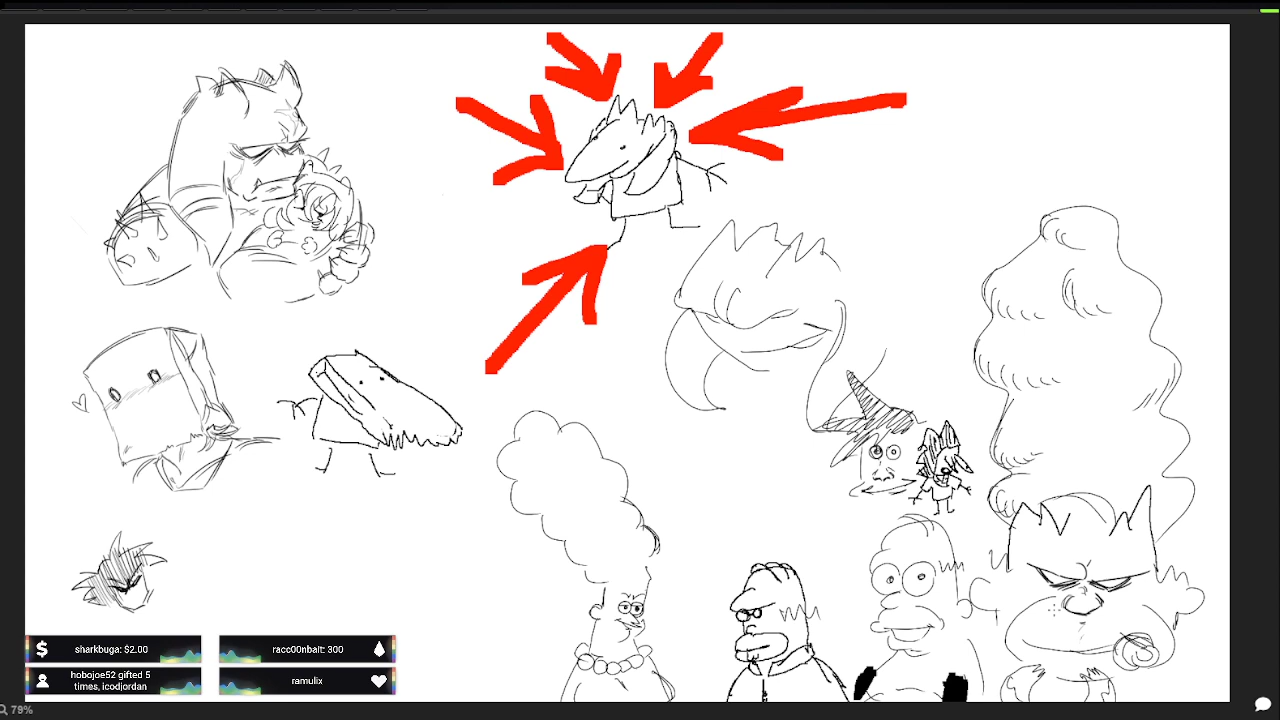 sharkbuga: $2.00
racc00nbait: 300
hobojoe52 gifted 5
times, icodjordan
ramulix
79%